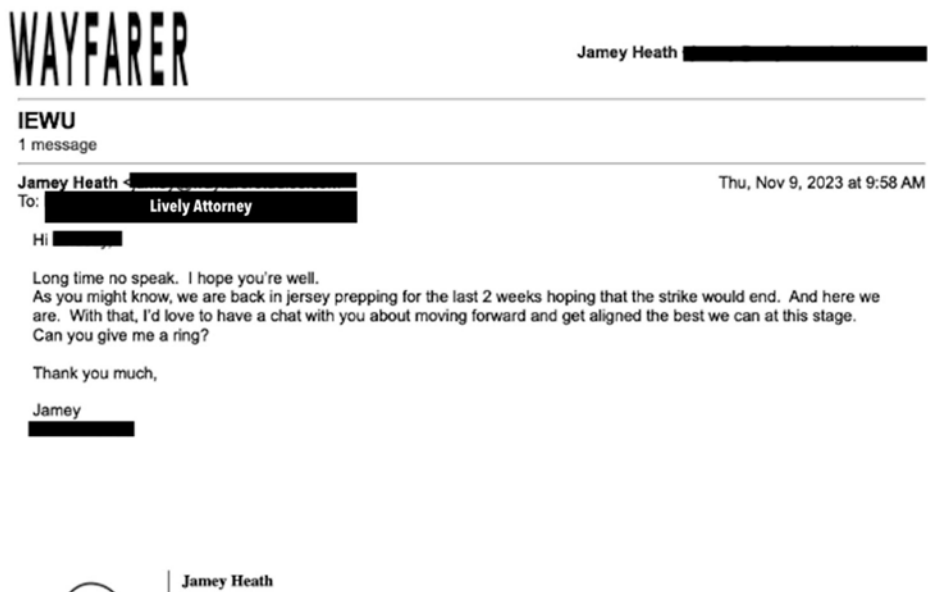 WAYFARER
Jamey Heath
IEWU
1 message
Jamey Heath <
Thu, Nov 9, 2023 at 9:58 AM
To:
Lively Attorney
Hi
Long time no speak.  I hope you're well.
As you might know, we are back in jersey prepping for the last 2 weeks hoping that the strike would end.  And here we
are.  With that, I'd love to have a chat with you about moving forward and get aligned the best we can at this stage.
Can you give me a ring?
Thank you much,
Jamey
Jamey Heath